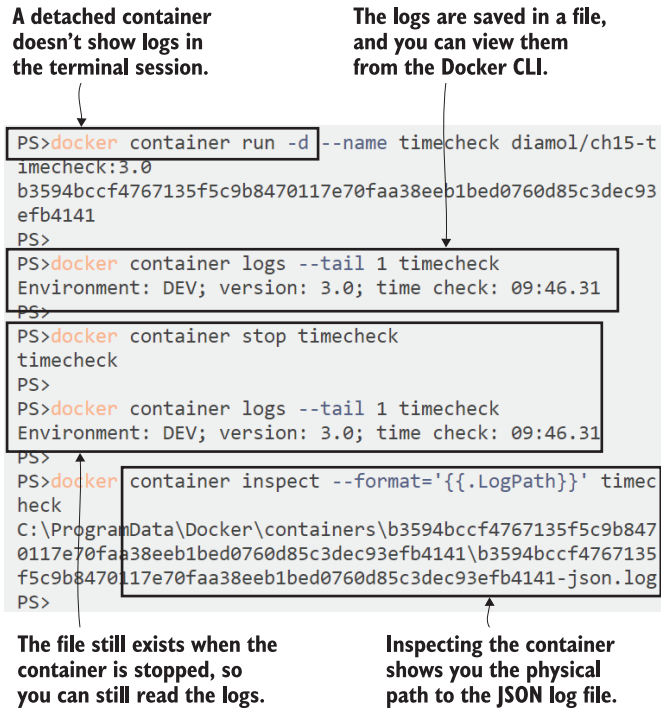 A detached container
doesn't show logs in
the terminal session.
The logs are saved in a file,
and you can view them
from the Docker CLI.
PS>docker container run -d --name timecheck diamol/ch15-t
imecheck:3.0
b3594bccf4767135f5c9b8470117e70faa38eeb1bed0760d85c3dec93
efb4141
PS>
PS>docker container logs --tail 1 timecheck
Environment: DEV; version: 3.0; time check: 09:46.31
PS>
PS>docker container stop timecheck
timecheck
PS>
PS>docker container logs --tail 1 timecheck
Environment: DEV; version: 3.0; time check: 09:46.31
PS>
PS>docker container inspect --format='{{.LogPath}}' timec
heck
C:\ProgramData\Docker\containers\b3594bccf4767135f5c9b847
0117e70faa38eeb1bed0760d85c3dec93efb4141\b3594bccf4767135
f5c9b8470117e70faa38eeb1bed0760d85c3dec93efb4141-json.log
PS>
The file still exists when the
container is stopped, so
you can still read the logs.
Inspecting the container
shows you the physical
path to the JSON log file.